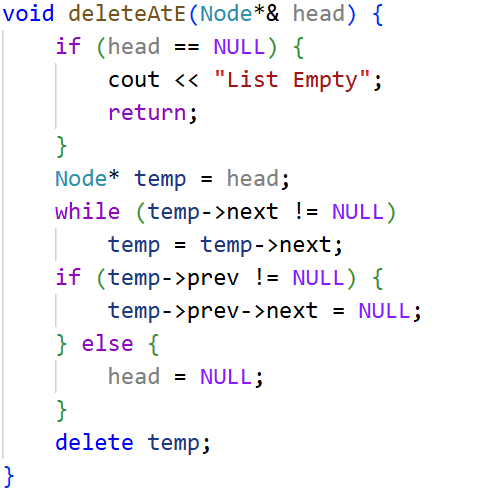 void deleteAtE(Node*& head) {
    if (head == NULL) {
        cout << "List Empty";
        return;
    }
    Node* temp = head;
    while (temp->next != NULL)
        temp = temp->next;
    if (temp->prev != NULL) {
        temp->prev->next = NULL;
    } else {
        head = NULL;
    }
    delete temp;
}